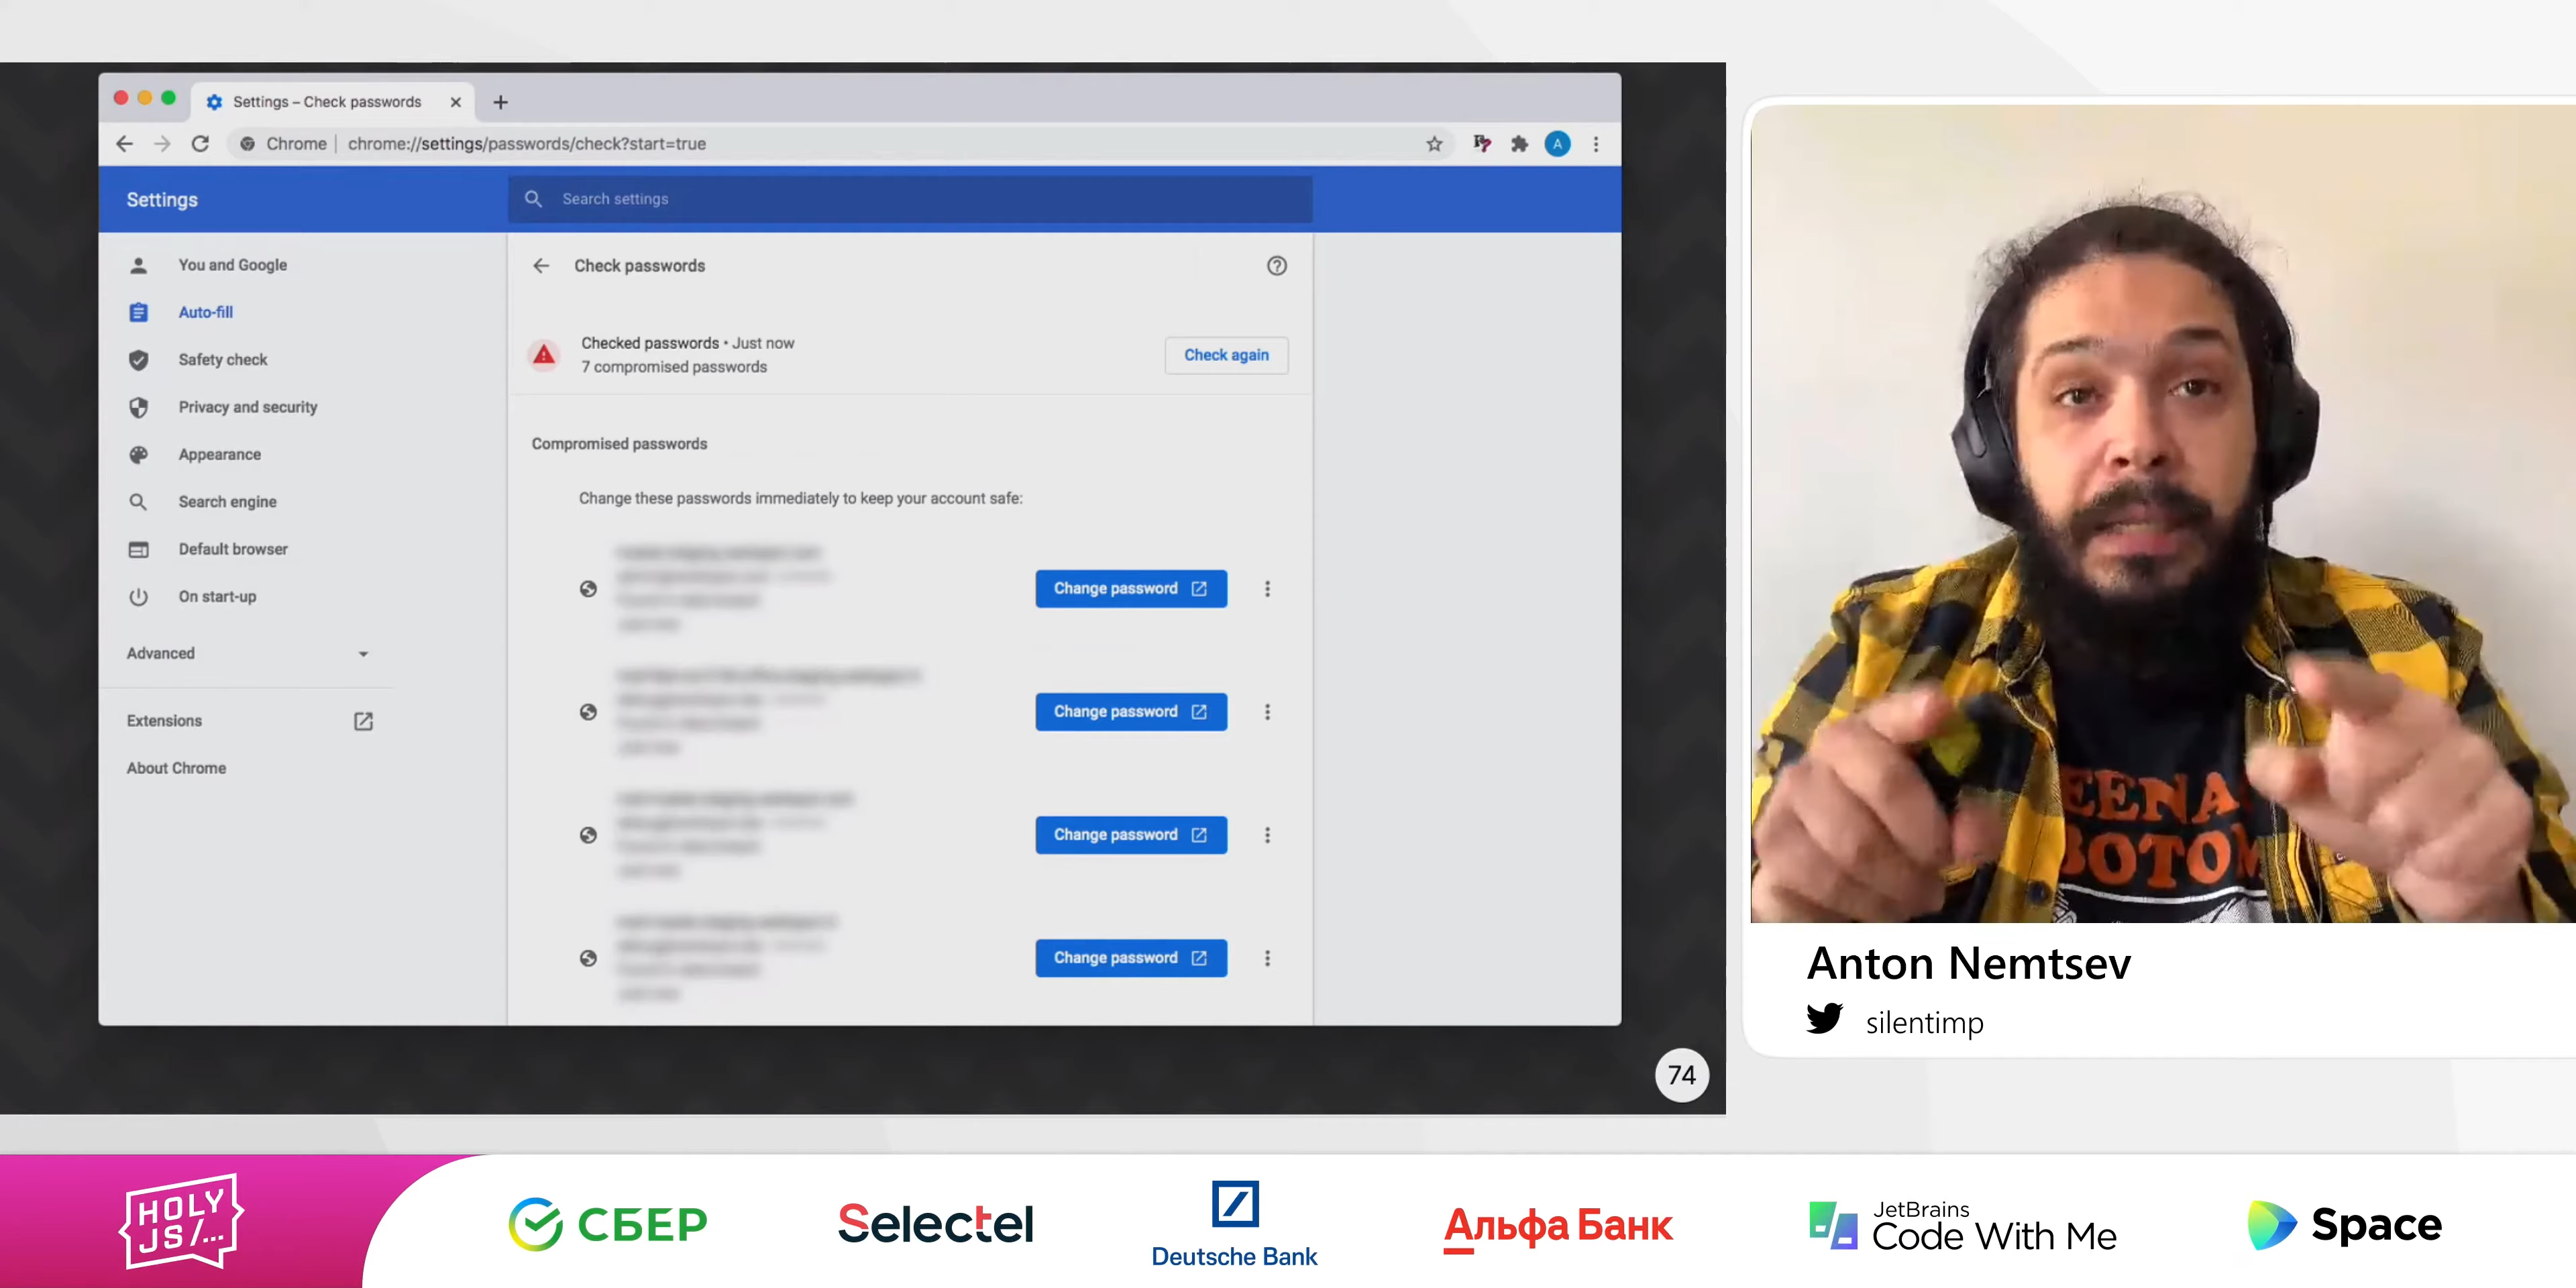 Settings – Check passwords
Chrome | chrome://settings/passwords/check?start=true
A
Settings
Search settings
You and Google
Auto-fill
Safety check
Privacy and security
Appearance
Search engine
Default browser
On start-up
Advanced
Extensions
About Chrome
Check passwords
Checked passwords • Just now
7 compromised passwords
Check again
Compromised passwords
Change these passwords immediately to keep your account safe:
Change password
Change password
Change password
Change password
74
EENA
BOTOM
Anton Nemtsev
silentimp
HOLY
JS/...
СБЕР
Selectel
Deutsche Bank
Альфа Банк
JetBrains
Code With Me
Space